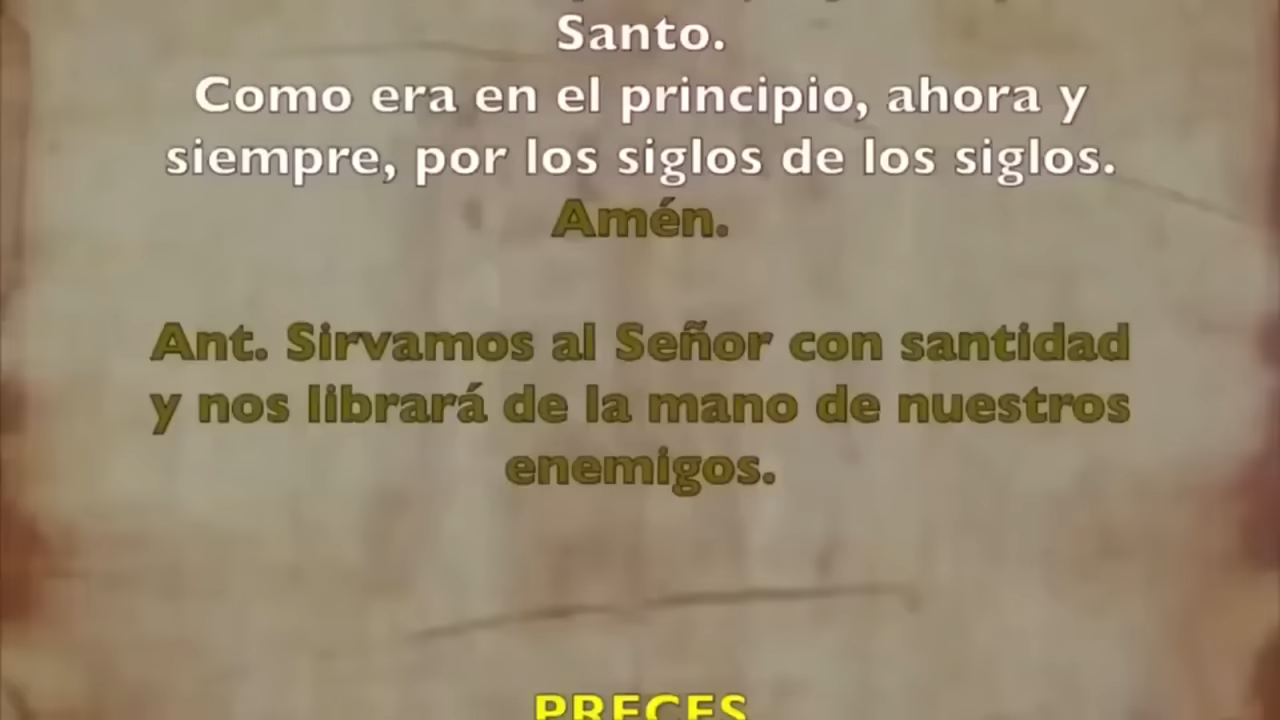 Santo.
Como era en el principio, ahora y
siempre, por los siglos de los siglos.
Amén.
Ant. Sirvamos al Señor con santidad
y nos librará de la mano de nuestros
enemigos.
PRECES